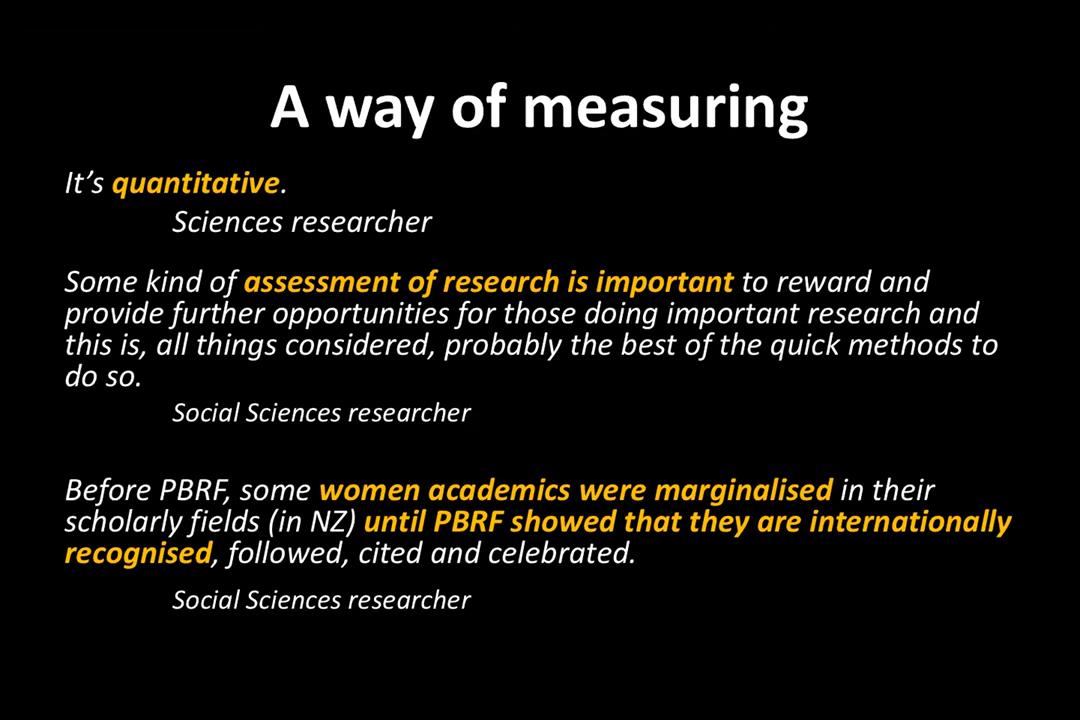 A way of measuring
It’s quantitative.
Sciences researcher
Some kind of assessment of research is important to reward and
provide further opportunities for those doing important research and
this is, all things considered, probably the best of the quick methods to
do so.
Social Sciences researcher
Before PBRF, some women academics were marginalised in their
scholarly fields (in NZ) until PBRF showed that they are internationally
recognised, followed, cited and celebrated.
Social Sciences researcher